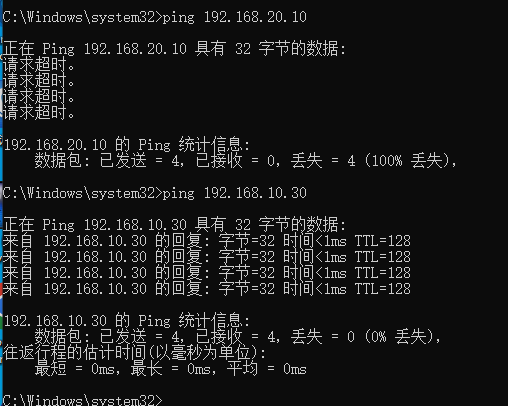 C:\Windows\system32>ping 192.168.20.10
正在 Ping 192.168.20.10 具有 32 字节的数据:
请求超时。
请求超时。
请求超时。
请求超时。
192.168.20.10 的 Ping 统计信息:
数据包: 已发送 = 4, 已接收 = 0, 丢失 = 4 (100% 丢失),
C:\Windows\system32>ping 192.168.10.30
正在 Ping 192.168.10.30 具有 32 字节的数据:
来自 192.168.10.30 的回复: 字节=32 时间<1ms TTL=128
来自 192.168.10.30 的回复: 字节=32 时间<1ms TTL=128
来自 192.168.10.30 的回复: 字节=32 时间<1ms TTL=128
来自 192.168.10.30 的回复: 字节=32 时间<1ms TTL=128
192.168.10.30 的 Ping 统计信息:
数据包: 已发送 = 4, 已接收 = 4, 丢失 = 0 (0% 丢失),
往返行程的估计时间(以毫秒为单位):
最短 = 0ms, 最长 = 0ms, 平均 = 0ms
C:\Windows\system32>